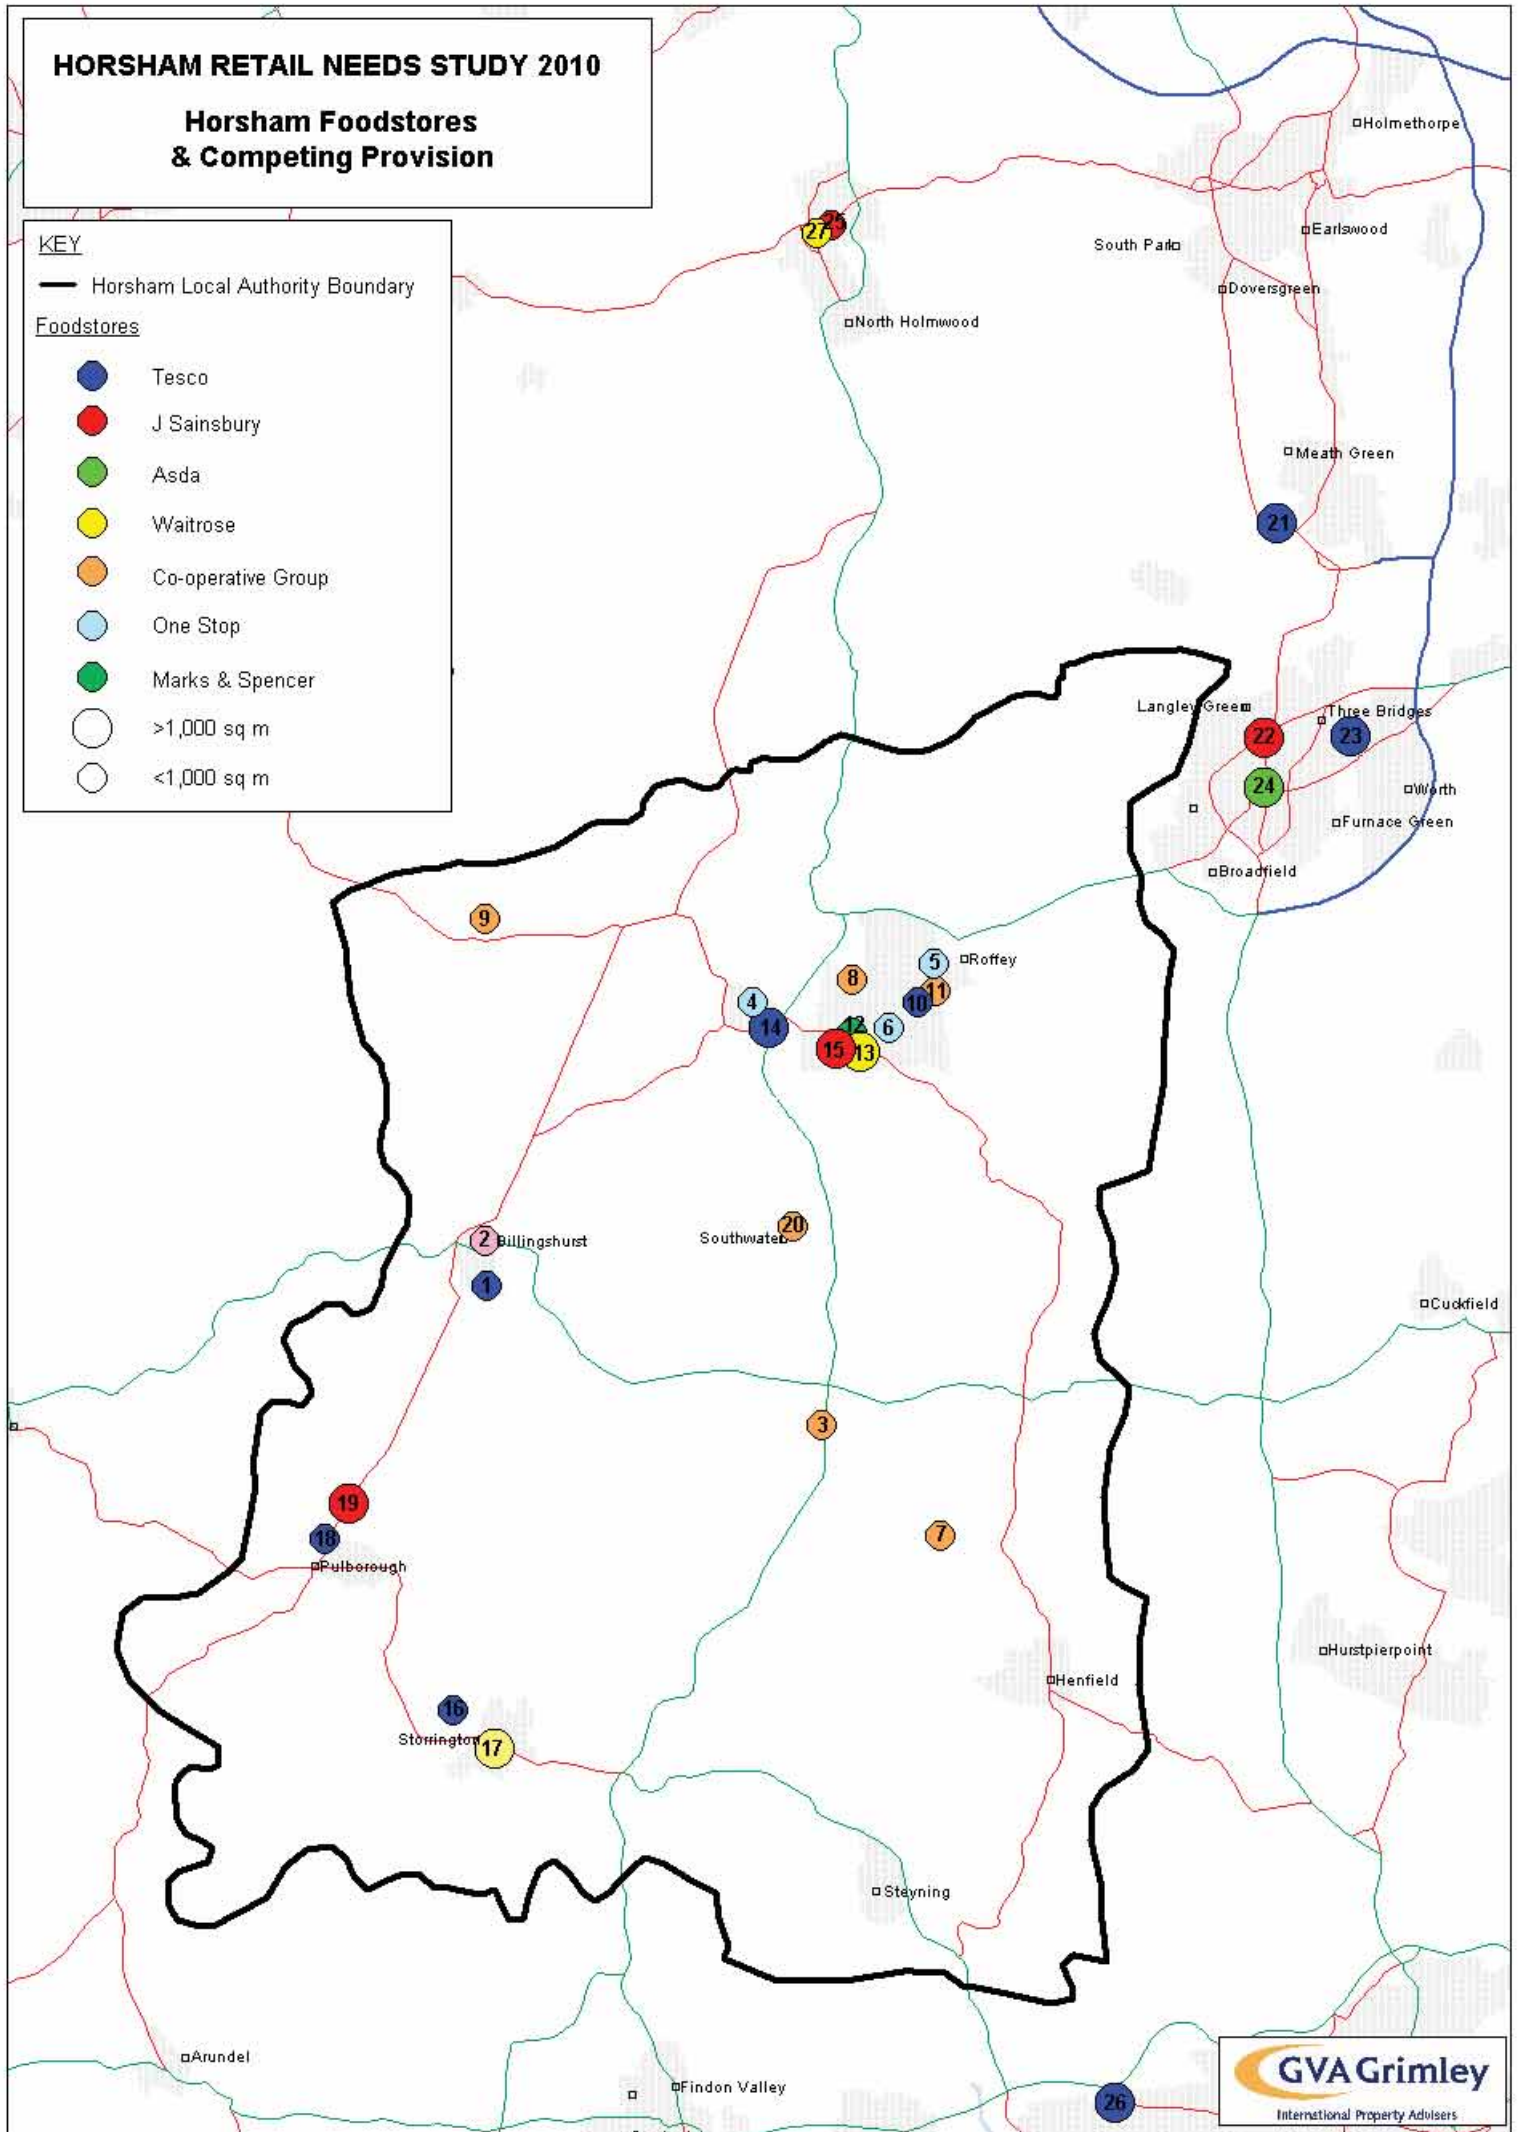 HORSHAM RETAIL NEEDS STUDY 2010
Horsham Foodstores
& Competing Provision
KEY
Horsham Local Authority Boundary
Foodstores
Tesco
J Sainsbury
Asda
Waitrose
Co-operative Group
One Stop
Marks & Spencer
>1,000 sq m
<1,000 sq m
Holmethorpe
25
27
Earlswood
South Park
Doversgreen
North Holmwood
Meath Green
21
Langley Green
Three Bridges
22
23
24
Worth
Furnace Green
Broadfield
9
5
Roffey
8
11
4
10
14
12
6
15
13
20
2
Billingshurst
Southwater
1
Cuckfield
3
19
18
7
Pulborough
Hurstpierpoint
Henfield
16
Storrington
17
Steyning
Arundel
Findon Valley
26
GVA Grimley
International Property Advisers